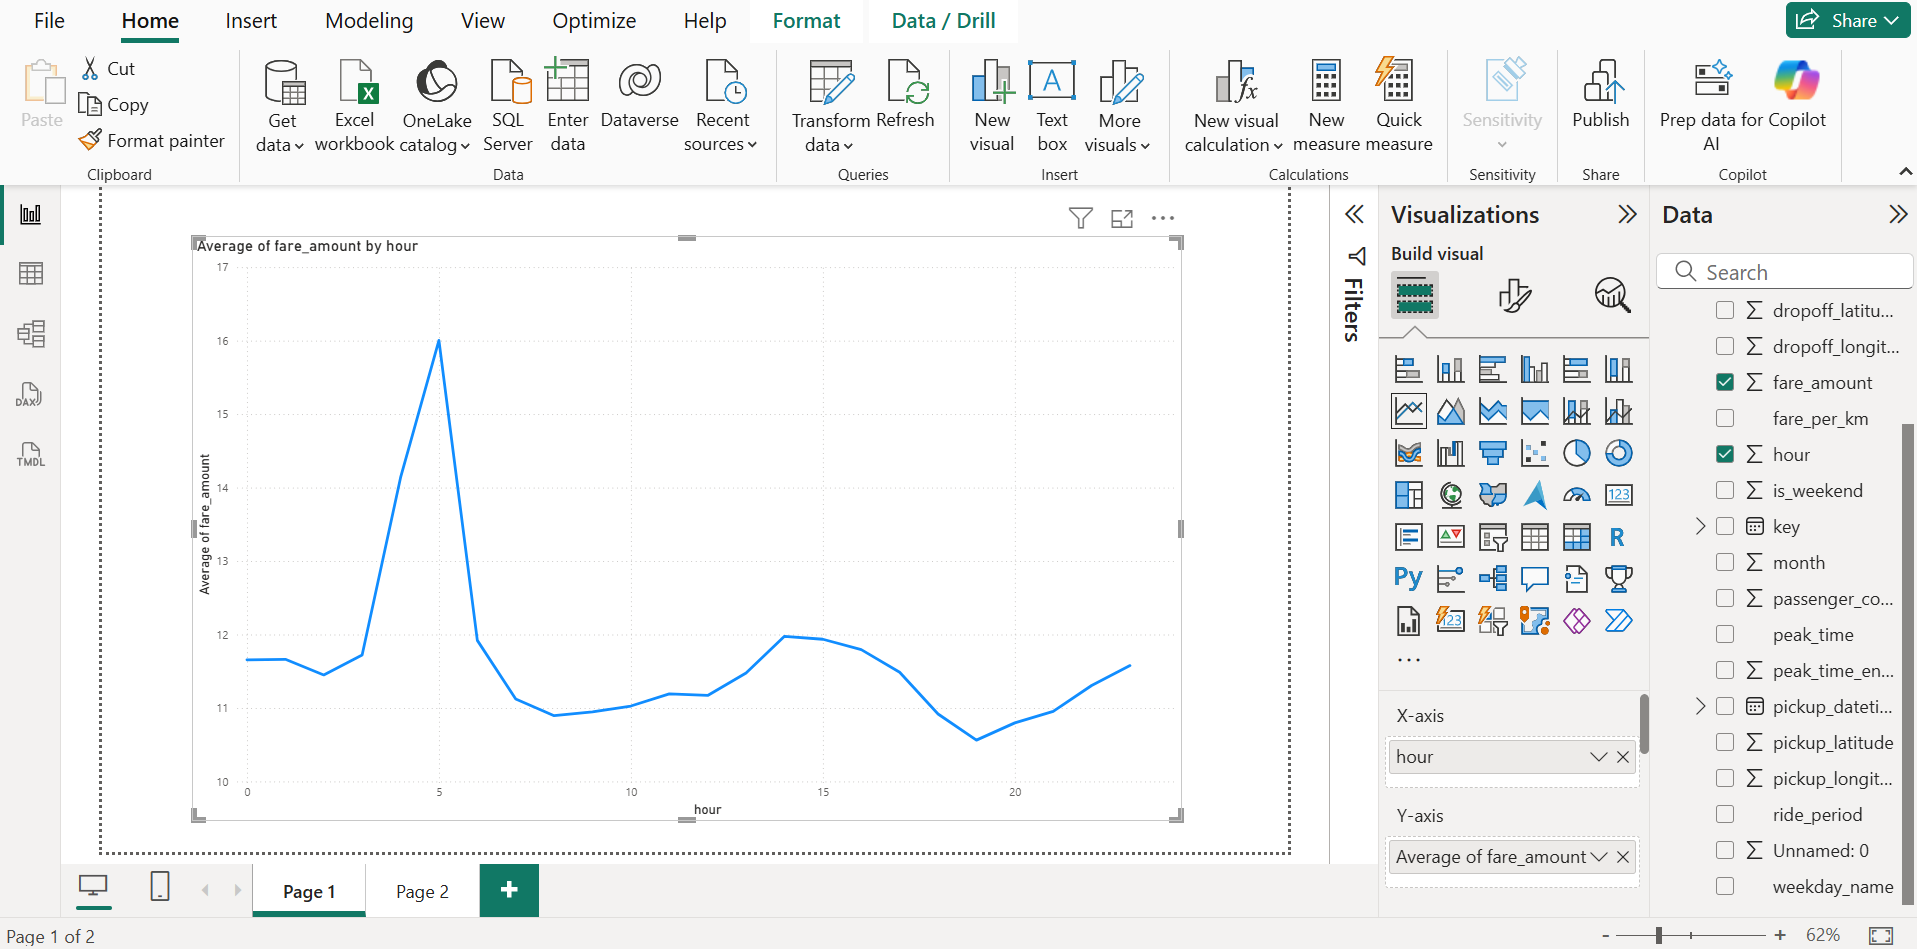 File
Home
Insert
Modeling
View
Optimize
Help
Format
Data / Drill
Share
Paste
Cut
Copy
Format painter
Clipboard
Get data
Excel workbook
OneLake catalog
SQL Server
Enter data
Dataverse
Recent sources
Data
Transform data
Refresh
Queries
New visual
A
Text box
More visuals
Insert
fx
New visual calculation
New measure
Quick measure
Calculations
Sensitivity
Sensitivity
Publish
Share
Prep data for AI
Copilot
Copilot
DAX
TMDL
Average of fare_amount by hour
Average of fare_amount
17
16
15
14
13
12
11
10
0
5
10
15
20
hour
Filters
Visualizations
Build visual
123
R
Py
123
...
X-axis
hour
Y-axis
Average of fare_amount
Data
Search
dropoff_latitu...
dropoff_longit...
fare_amount
fare_per_km
hour
is_weekend
key
month
passenger_co...
peak_time
peak_time_en...
pickup_dateti...
pickup_latitude
pickup_longit...
ride_period
Unnamed: 0
weekday_name
Page 1
Page 2
+
Page 1 of 2
- + 62%